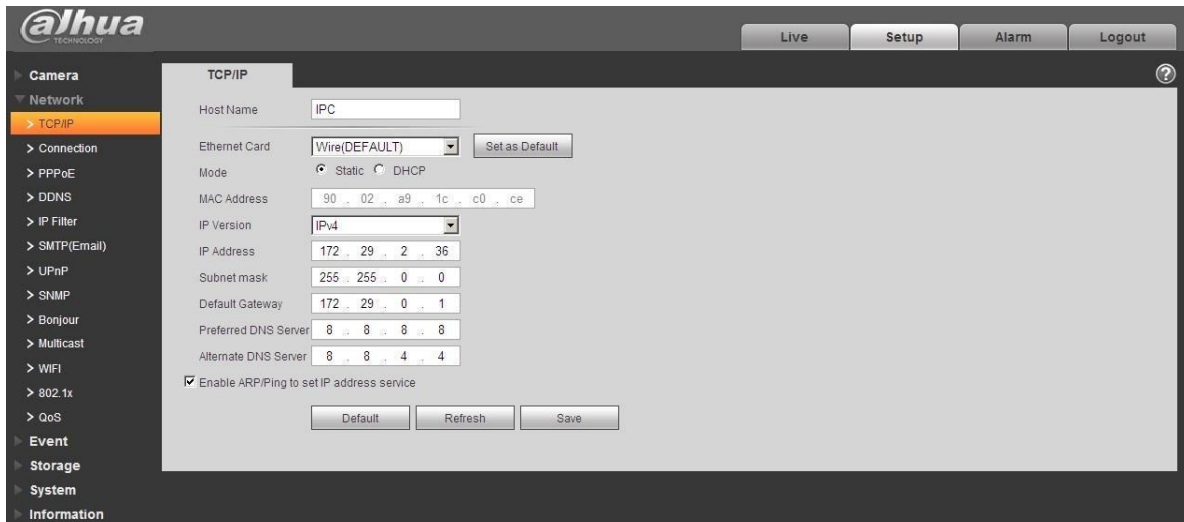 alhua
TECHNOLOGY
Live
Setup
Alarm
Logout
Camera
Network
> TCP/IP
> Connection
> PPPoE
> DDNS
> IP Filter
> SMTP(Email)
> UPnP
> SNMP
> Bonjour
> Multicast
> WIFI
> 802.1x
> QoS
Event
Storage
System
Information
TCP/IP
?
Host Name IPC
Ethernet Card Wire(DEFAULT) Set as Default
Mode Static DHCP
MAC Address 90 . 02 . a9 . 1c . c0 . ce
IP Version IPv4
IP Address 172 . 29 . 2 . 36
Subnet mask 255 . 255 . 0 . 0
Default Gateway 172 . 29 . 0 . 1
Preferred DNS Server 8 . 8 . 8 . 8
Alternate DNS Server 8 . 8 . 4 . 4
Enable ARP/Ping to set IP address service
Default Refresh Save